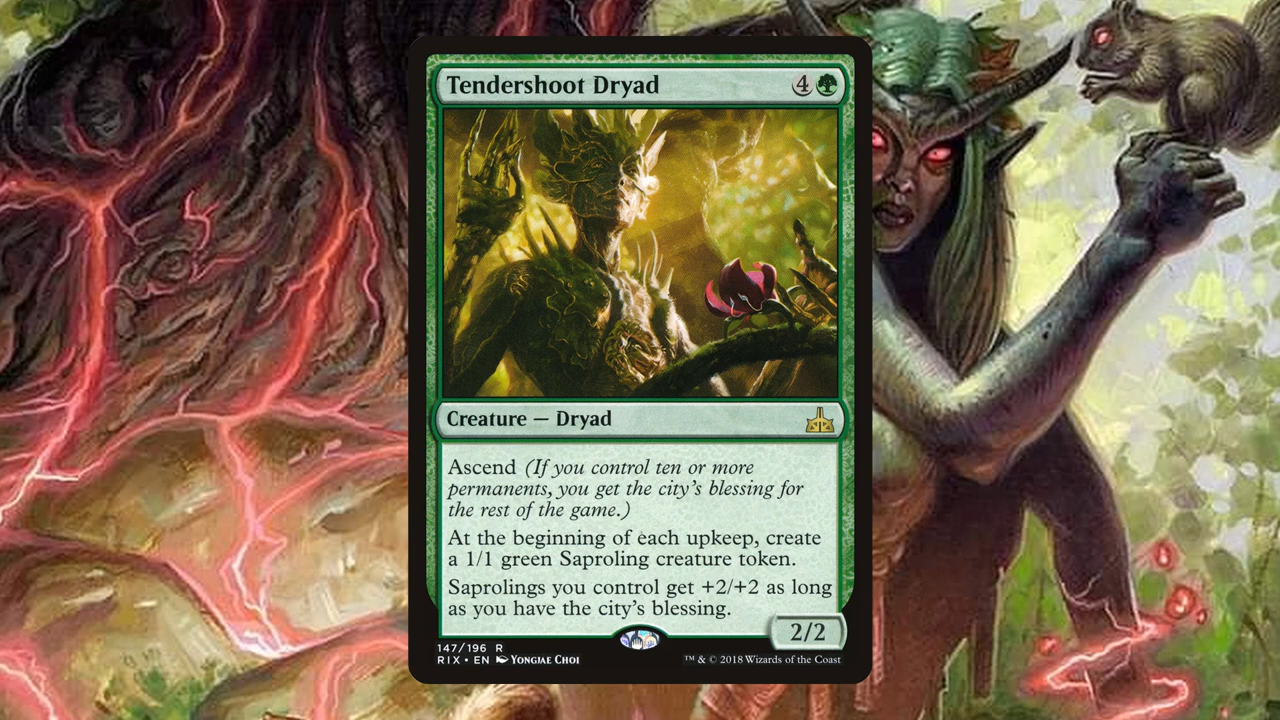 Tendershoot Dryad 4
Creature — Dryad
Ascend (If you control ten or more
permanents, you get the city's blessing for
the rest of the game.)
At the beginning of each upkeep, create
a 1/1 green Saproling creature token.
Saprolings you control get +2/+2 as long
as you have the city's blessing.
2/2
147/196 R
RIX • EN Yongjae Choi
™ & © 2018 Wizards of the Coast